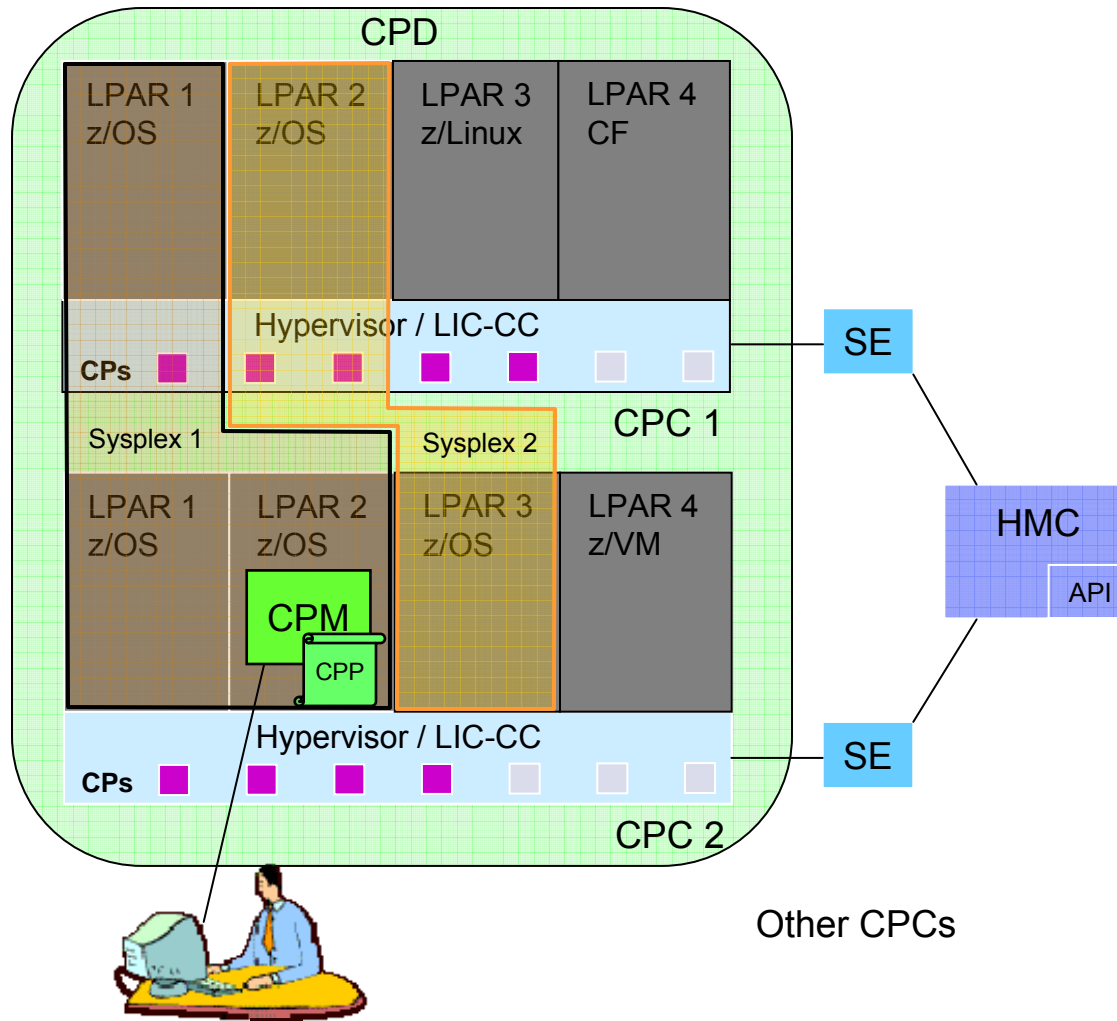 CPD
LPAR 1
z/OS
LPAR 2
z/OS
LPAR 3
z/Linux
LPAR 4
CF
Hypervisor / LIC-CC
CPs
SE
CPC 1
Sysplex 1
Sysplex 2
LPAR 1
z/OS
LPAR 2
z/OS
LPAR 3
z/OS
LPAR 4
z/VM
HMC
API
CPM
CPP
Hypervisor / LIC-CC
CPs
SE
CPC 2
Other CPCs